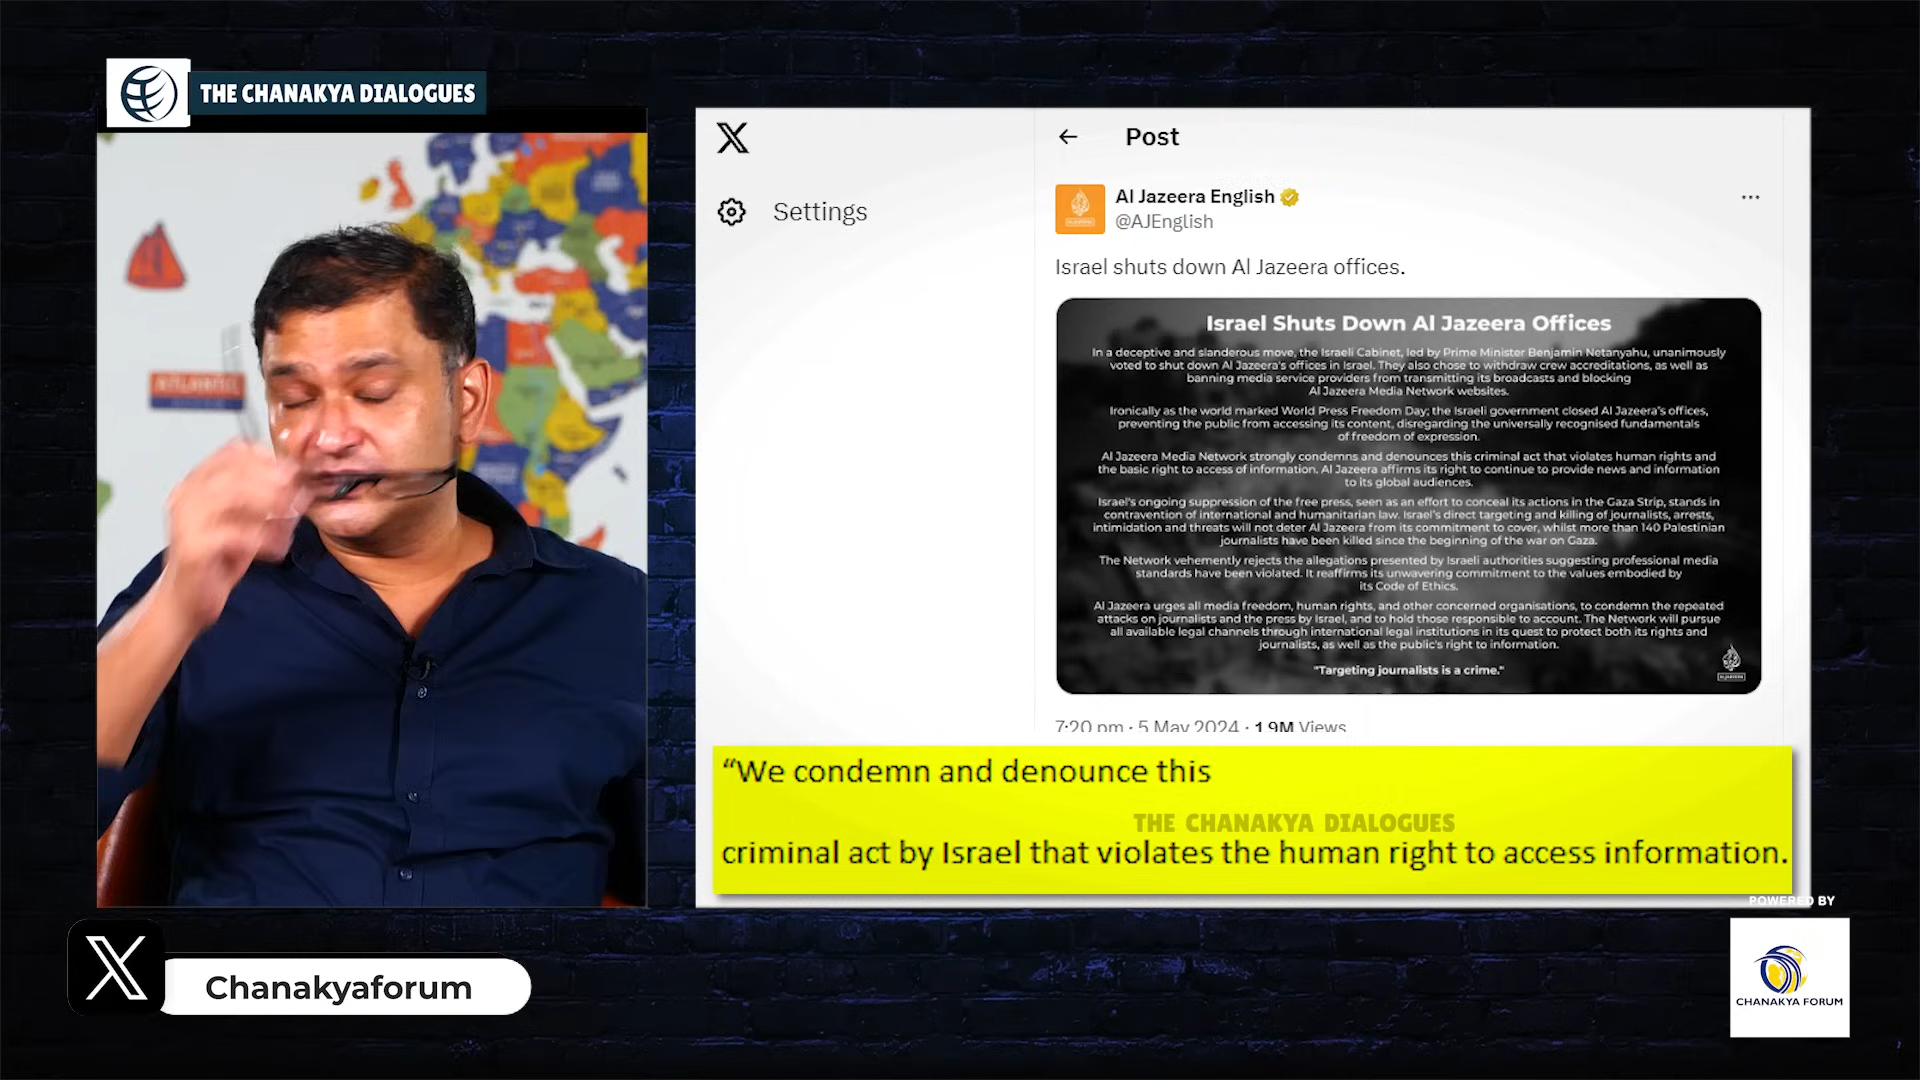 THE CHANAKYA DIALOGUES
ATLANTIC
X
Settings
Post
Al Jazeera English
@AJEnglish
Israel shuts down Al Jazeera offices.
Israel Shuts Down Al Jazeera Offices
In a deceptive and slanderous move, the Israeli Cabinet, led by Prime Minister Benjamin Netanyahu, unanimously
voted to shut down Al Jazeera's offices in Israel. They also chose to withdraw crew accreditations, as well as
banning media service providers from transmitting its broadcasts and blocking
Al Jazeera Media Network websites.
Ironically as the world marked World Press Freedom Day; the Israeli government closed Al Jazeera's offices,
preventing the public from accessing its content, disregarding the universally recognised fundamentals
of freedom of expression.
Al Jazeera Media Network strongly condemns and denounces this criminal act that violates human rights and
the basic right to access of information. Al Jazeera affirms its right to continue to provide news and information
to its global audiences.
Israel's ongoing suppression of the free press, seen as an effort to conceal its actions in the Gaza Strip, stands in
contravention of international and humanitarian law. Israel's direct targeting and killing of journalists, arrests,
intimidation and threats will not deter Al Jazeera from its commitment to cover, whilst more than 140 Palestinian
journalists have been killed since the beginning of the war on Gaza.
The Network vehemently rejects the allegations presented by Israeli authorities suggesting professional media
standards have been violated. It reaffirms its unwavering commitment to the values embodied by
its Code of Ethics.
Al Jazeera urges all media freedom, human rights, and other concerned organisations, to condemn the repeated
attacks on journalists and the press by Israel, and to hold those responsible to account. The Network will pursue
all available legal channels through international legal institutions in its quest to protect both its rights and
journalists, as well as the public's right to information.
"Targeting journalists is a crime."
ALJAZEERA
7:20 pm · 5 May 2024 · 1.9M Views
“We condemn and denounce this
THE CHANAKYA DIALOGUES
criminal act by Israel that violates the human right to access information.
POWERED BY
CHANAKYA FORUM
X
Chanakyaforum